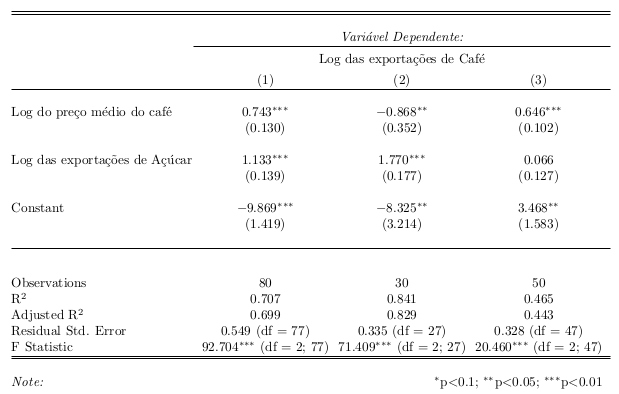 Variável Dependente:
Log das exportações de Café
(1) (2) (3)
Log do preço médio do café 0.743*** −0.868** 0.646***
(0.130) (0.352) (0.102)
Log das exportações de Açúcar 1.133*** 1.770*** 0.066
(0.139) (0.177) (0.127)
Constant −9.869*** −8.325** 3.468**
(1.419) (3.214) (1.583)
Observations 80 30 50
R² 0.707 0.841 0.465
Adjusted R² 0.699 0.829 0.443
Residual Std. Error 0.549 (df = 77) 0.335 (df = 27) 0.328 (df = 47)
F Statistic 92.704*** (df = 2; 77) 71.409*** (df = 2; 27) 20.460*** (df = 2; 47)
Note: *p<0.1; **p<0.05; ***p<0.01